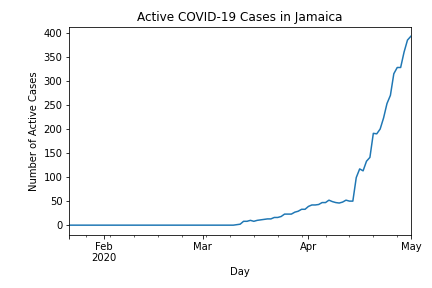 Active COVID-19 Cases in Jamaica
400
350
300
250
200
150
100
50
0
Number of Active Cases
Feb
2020
Mar
Apr
May
Day